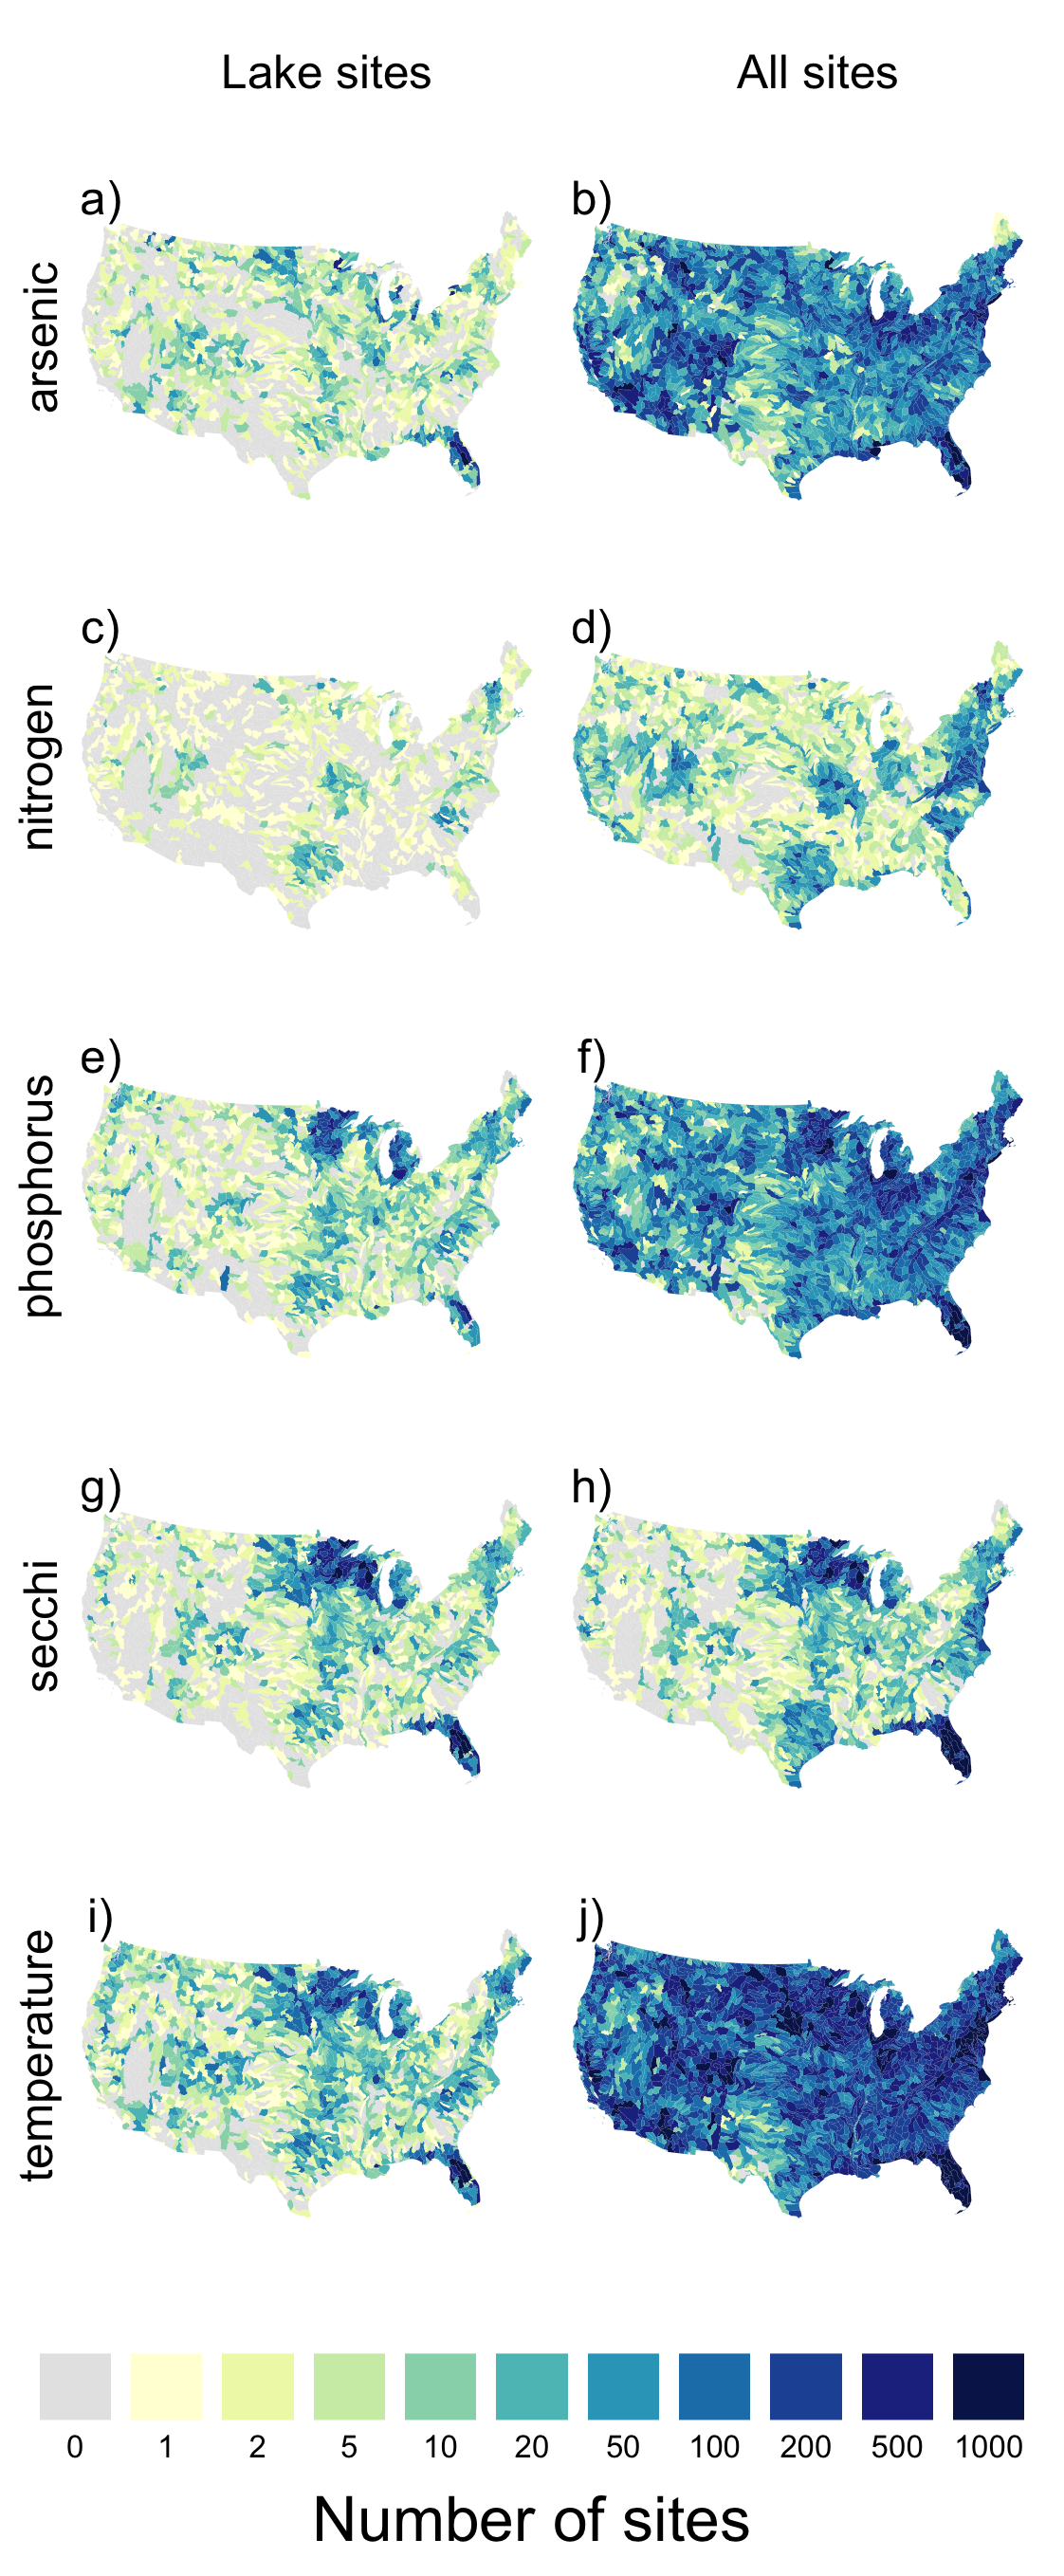 Lake sites All sites
a) b)
arsenic
c) d)
nitrogen
e) f)
phosphorus
g) h)
secchi
i) j)
temperature
0 1 2 5 10 20 50 100 200 500 1000
Number of sites